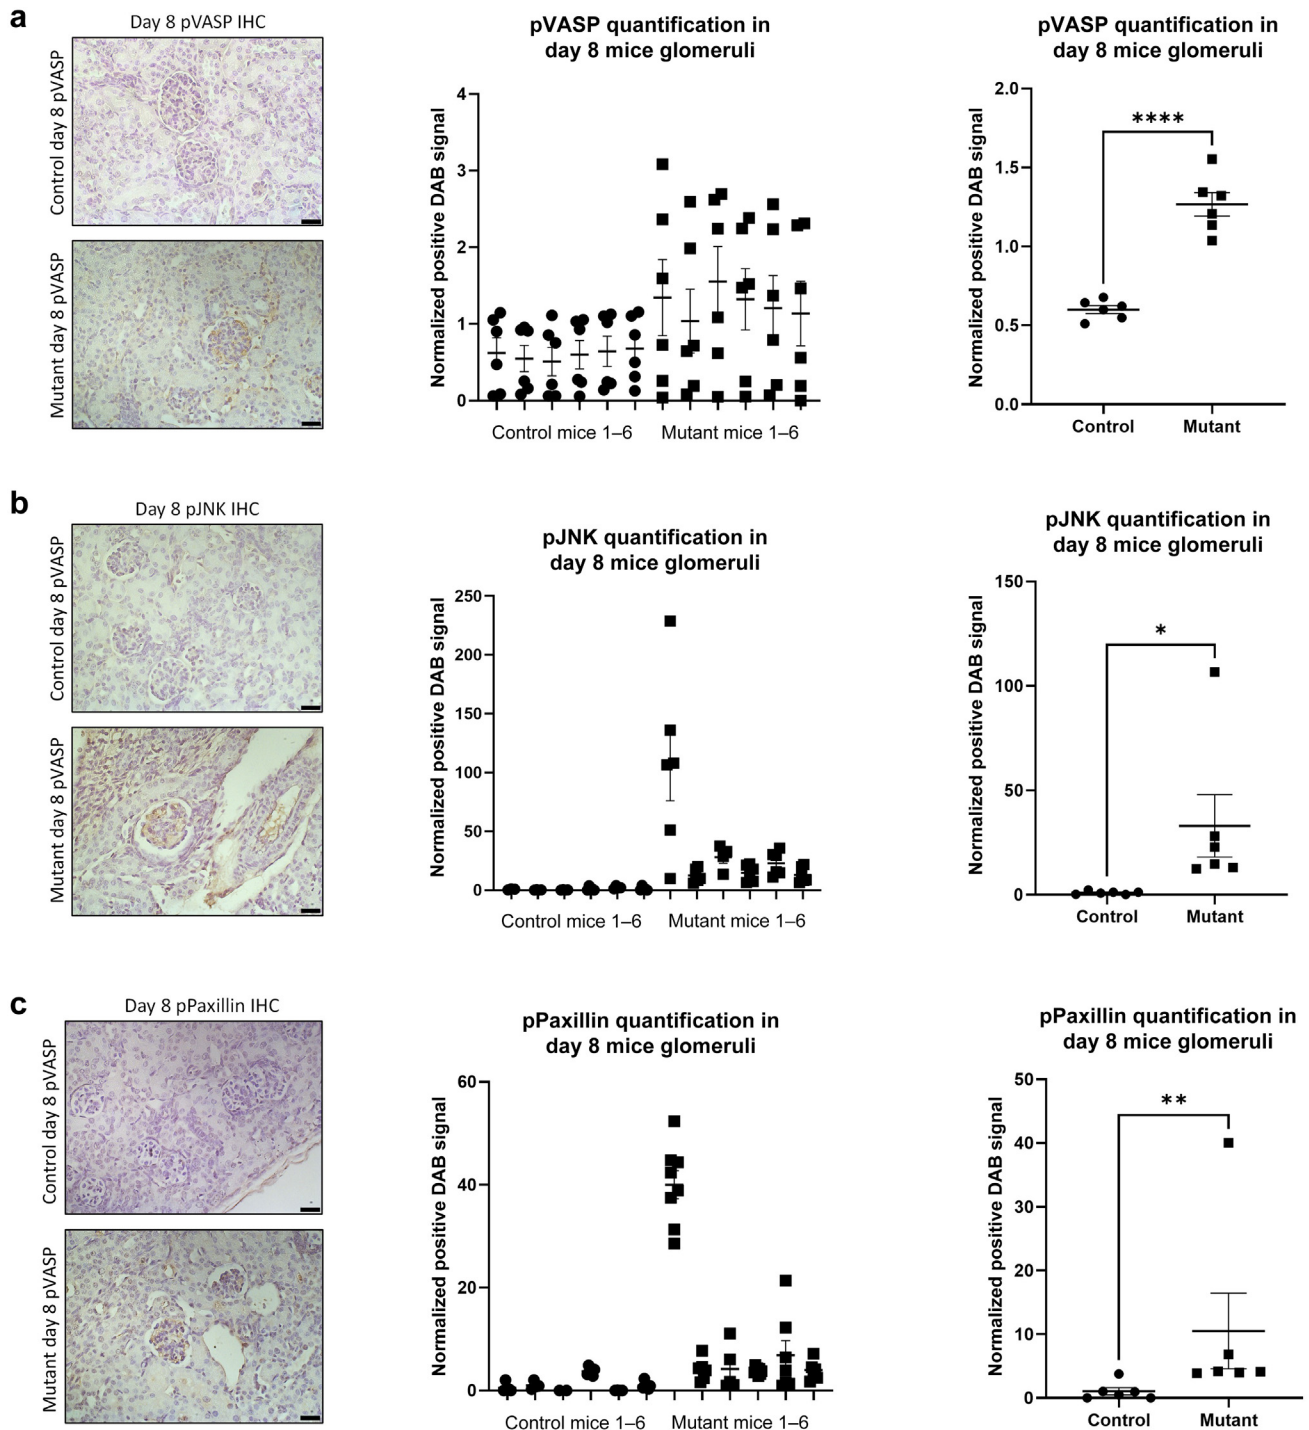 a
Day 8 pVASP IHC
Control day 8 pVASP
Mutant day 8 pVASP
pVASP quantification in
day 8 mice glomeruli
Normalized positive DAB signal
4
3
2
1
0
Control mice 1–6
Mutant mice 1–6
pVASP quantification in
day 8 mice glomeruli
Normalized positive DAB signal
2.0
1.5
1.0
0.5
0.0
****
Control
Mutant
b
Day 8 pJNK IHC
Control day 8 pVASP
Mutant day 8 pVASP
pJNK quantification in
day 8 mice glomeruli
Normalized positive DAB signal
250
200
150
100
50
0
Control mice 1–6
Mutant mice 1–6
pJNK quantification in
day 8 mice glomeruli
Normalized positive DAB signal
150
100
50
0
*
Control
Mutant
c
Day 8 pPaxillin IHC
Control day 8 pVASP
Mutant day 8 pVASP
pPaxillin quantification in
day 8 mice glomeruli
Normalized positive DAB signal
60
40
20
0
Control mice 1–6
Mutant mice 1–6
pPaxillin quantification in
day 8 mice glomeruli
Normalized positive DAB signal
50
40
30
20
10
0
**
Control
Mutant